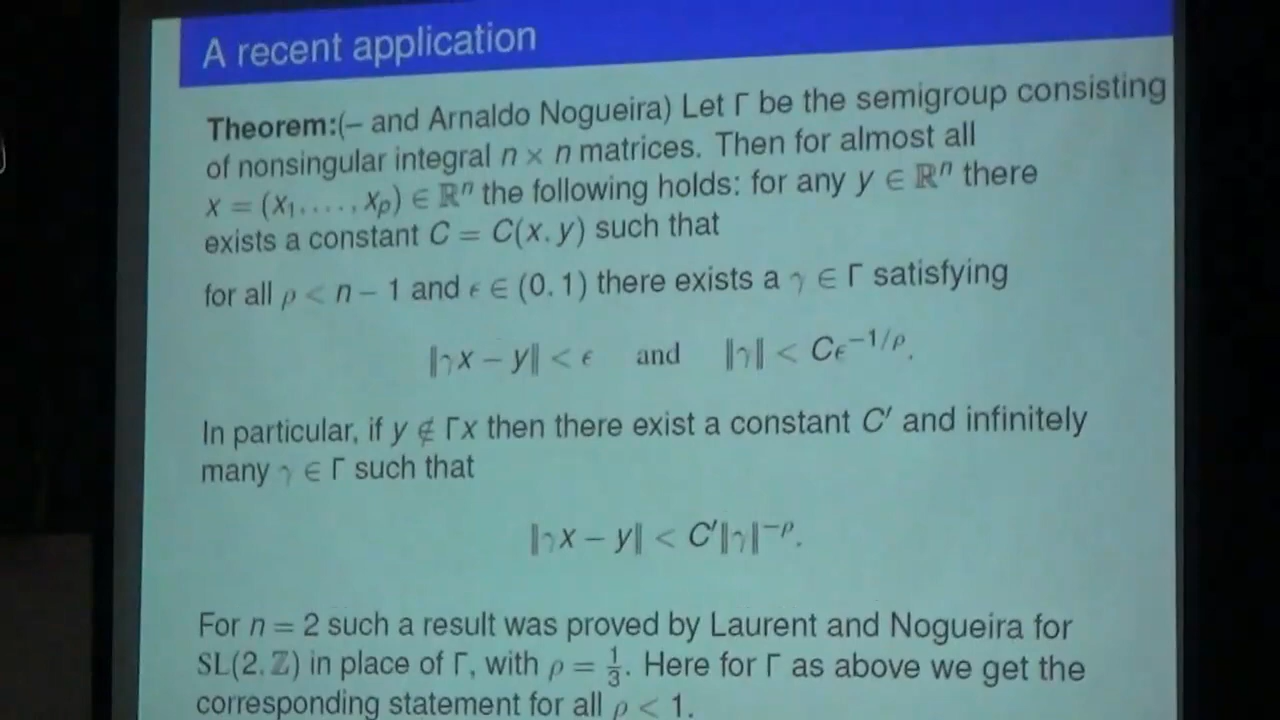 A recent application
Theorem:(– and Arnaldo Nogueira) Let Γ be the semigroup consisting
of nonsingular integral n × n matrices. Then for almost all
x = (x₁, . . . , xₚ) ∈ ℝⁿ the following holds: for any y ∈ ℝⁿ there
exists a constant C = C(x, y) such that
for all ρ < n − 1 and ϵ ∈ (0, 1) there exists a γ ∈ Γ satisfying
‖γx − y‖ < ϵ and ‖γ‖ < Cϵ^{−1/ρ}.
In particular, if y ∉ Γx then there exist a constant C′ and infinitely
many γ ∈ Γ such that
‖γx − y‖ < C′‖γ‖^{−ρ}.
For n = 2 such a result was proved by Laurent and Nogueira for
SL(2, ℤ) in place of Γ, with ρ = 1/3. Here for Γ as above we get the
corresponding statement for all ρ < 1.